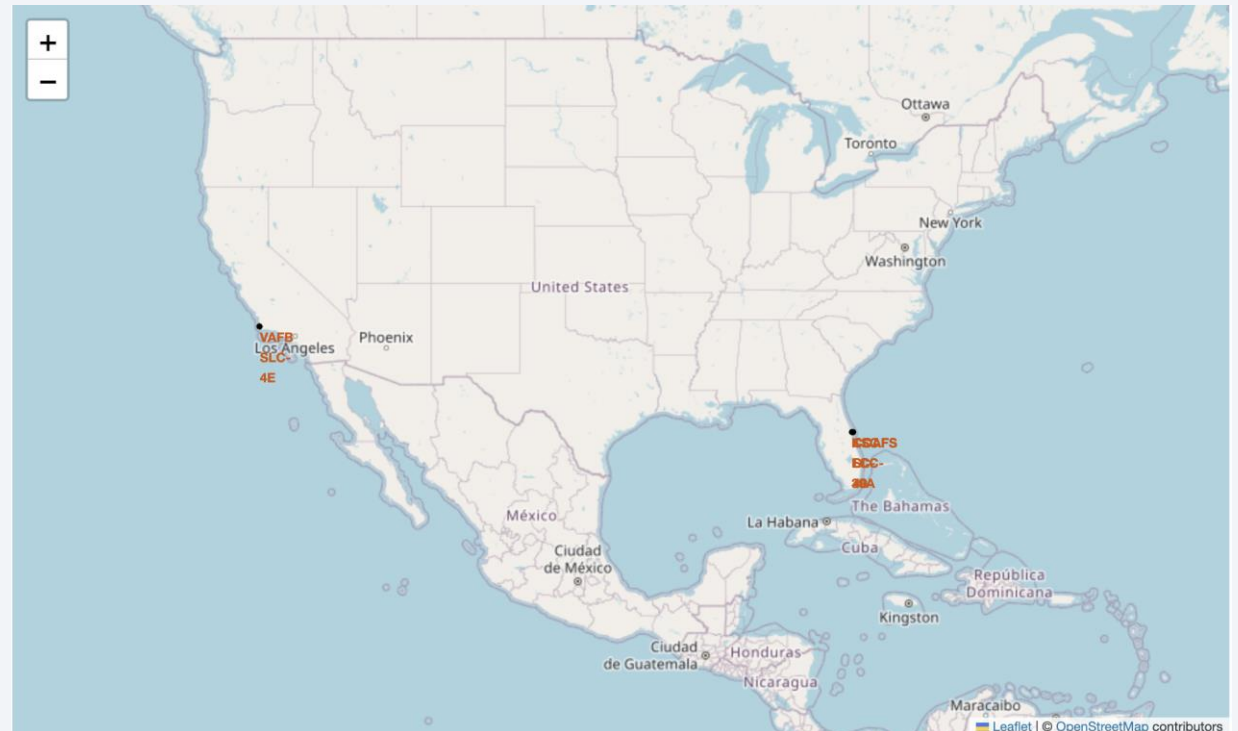 +
−
Ottawa
Toronto
New York
Washington
United States
VAFB
SLC-
4E
Los Angeles
Phoenix
The Bahamas
La Habana
México
Cuba
Ciudad
de México
República
Dominicana
Kingston
Ciudad
de Guatemala
Honduras
Nicaragua
Maracaibo
Leaflet | © OpenStreetMap contributors